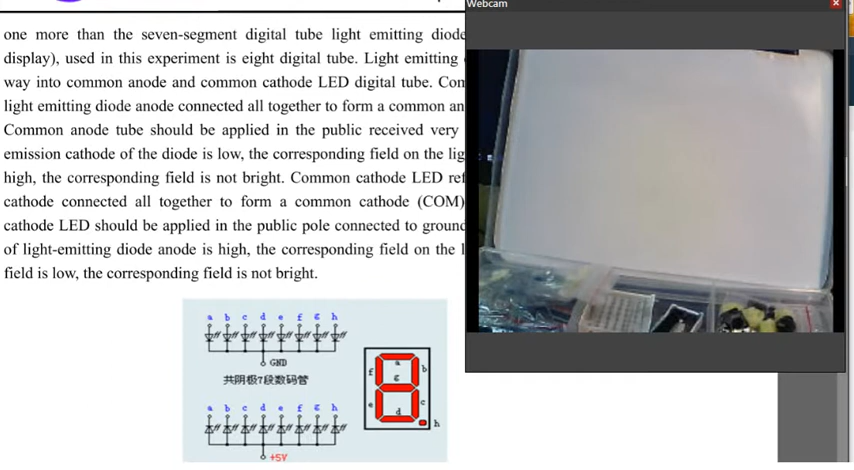 Webcam
one more than the seven-segment digital tube light emitting diode
display), used in this experiment is eight digital tube. Light emitting
way into common anode and common cathode LED digital tube. Com
light emitting diode anode connected all together to form a common an
Common anode tube should be applied in the public received very
emission cathode of the diode is low, the corresponding field on the lig
high, the corresponding field is not bright. Common cathode LED ref
cathode connected all together to form a common cathode (COM)
cathode LED should be applied in the public pole connected to ground
of light-emitting diode anode is high, the corresponding field on the l
field is low, the corresponding field is not bright.
a b c d e f g h
GND
共阴极7段数码管
a
f b
g
e c
d
h
a b c d e f g h
+5V